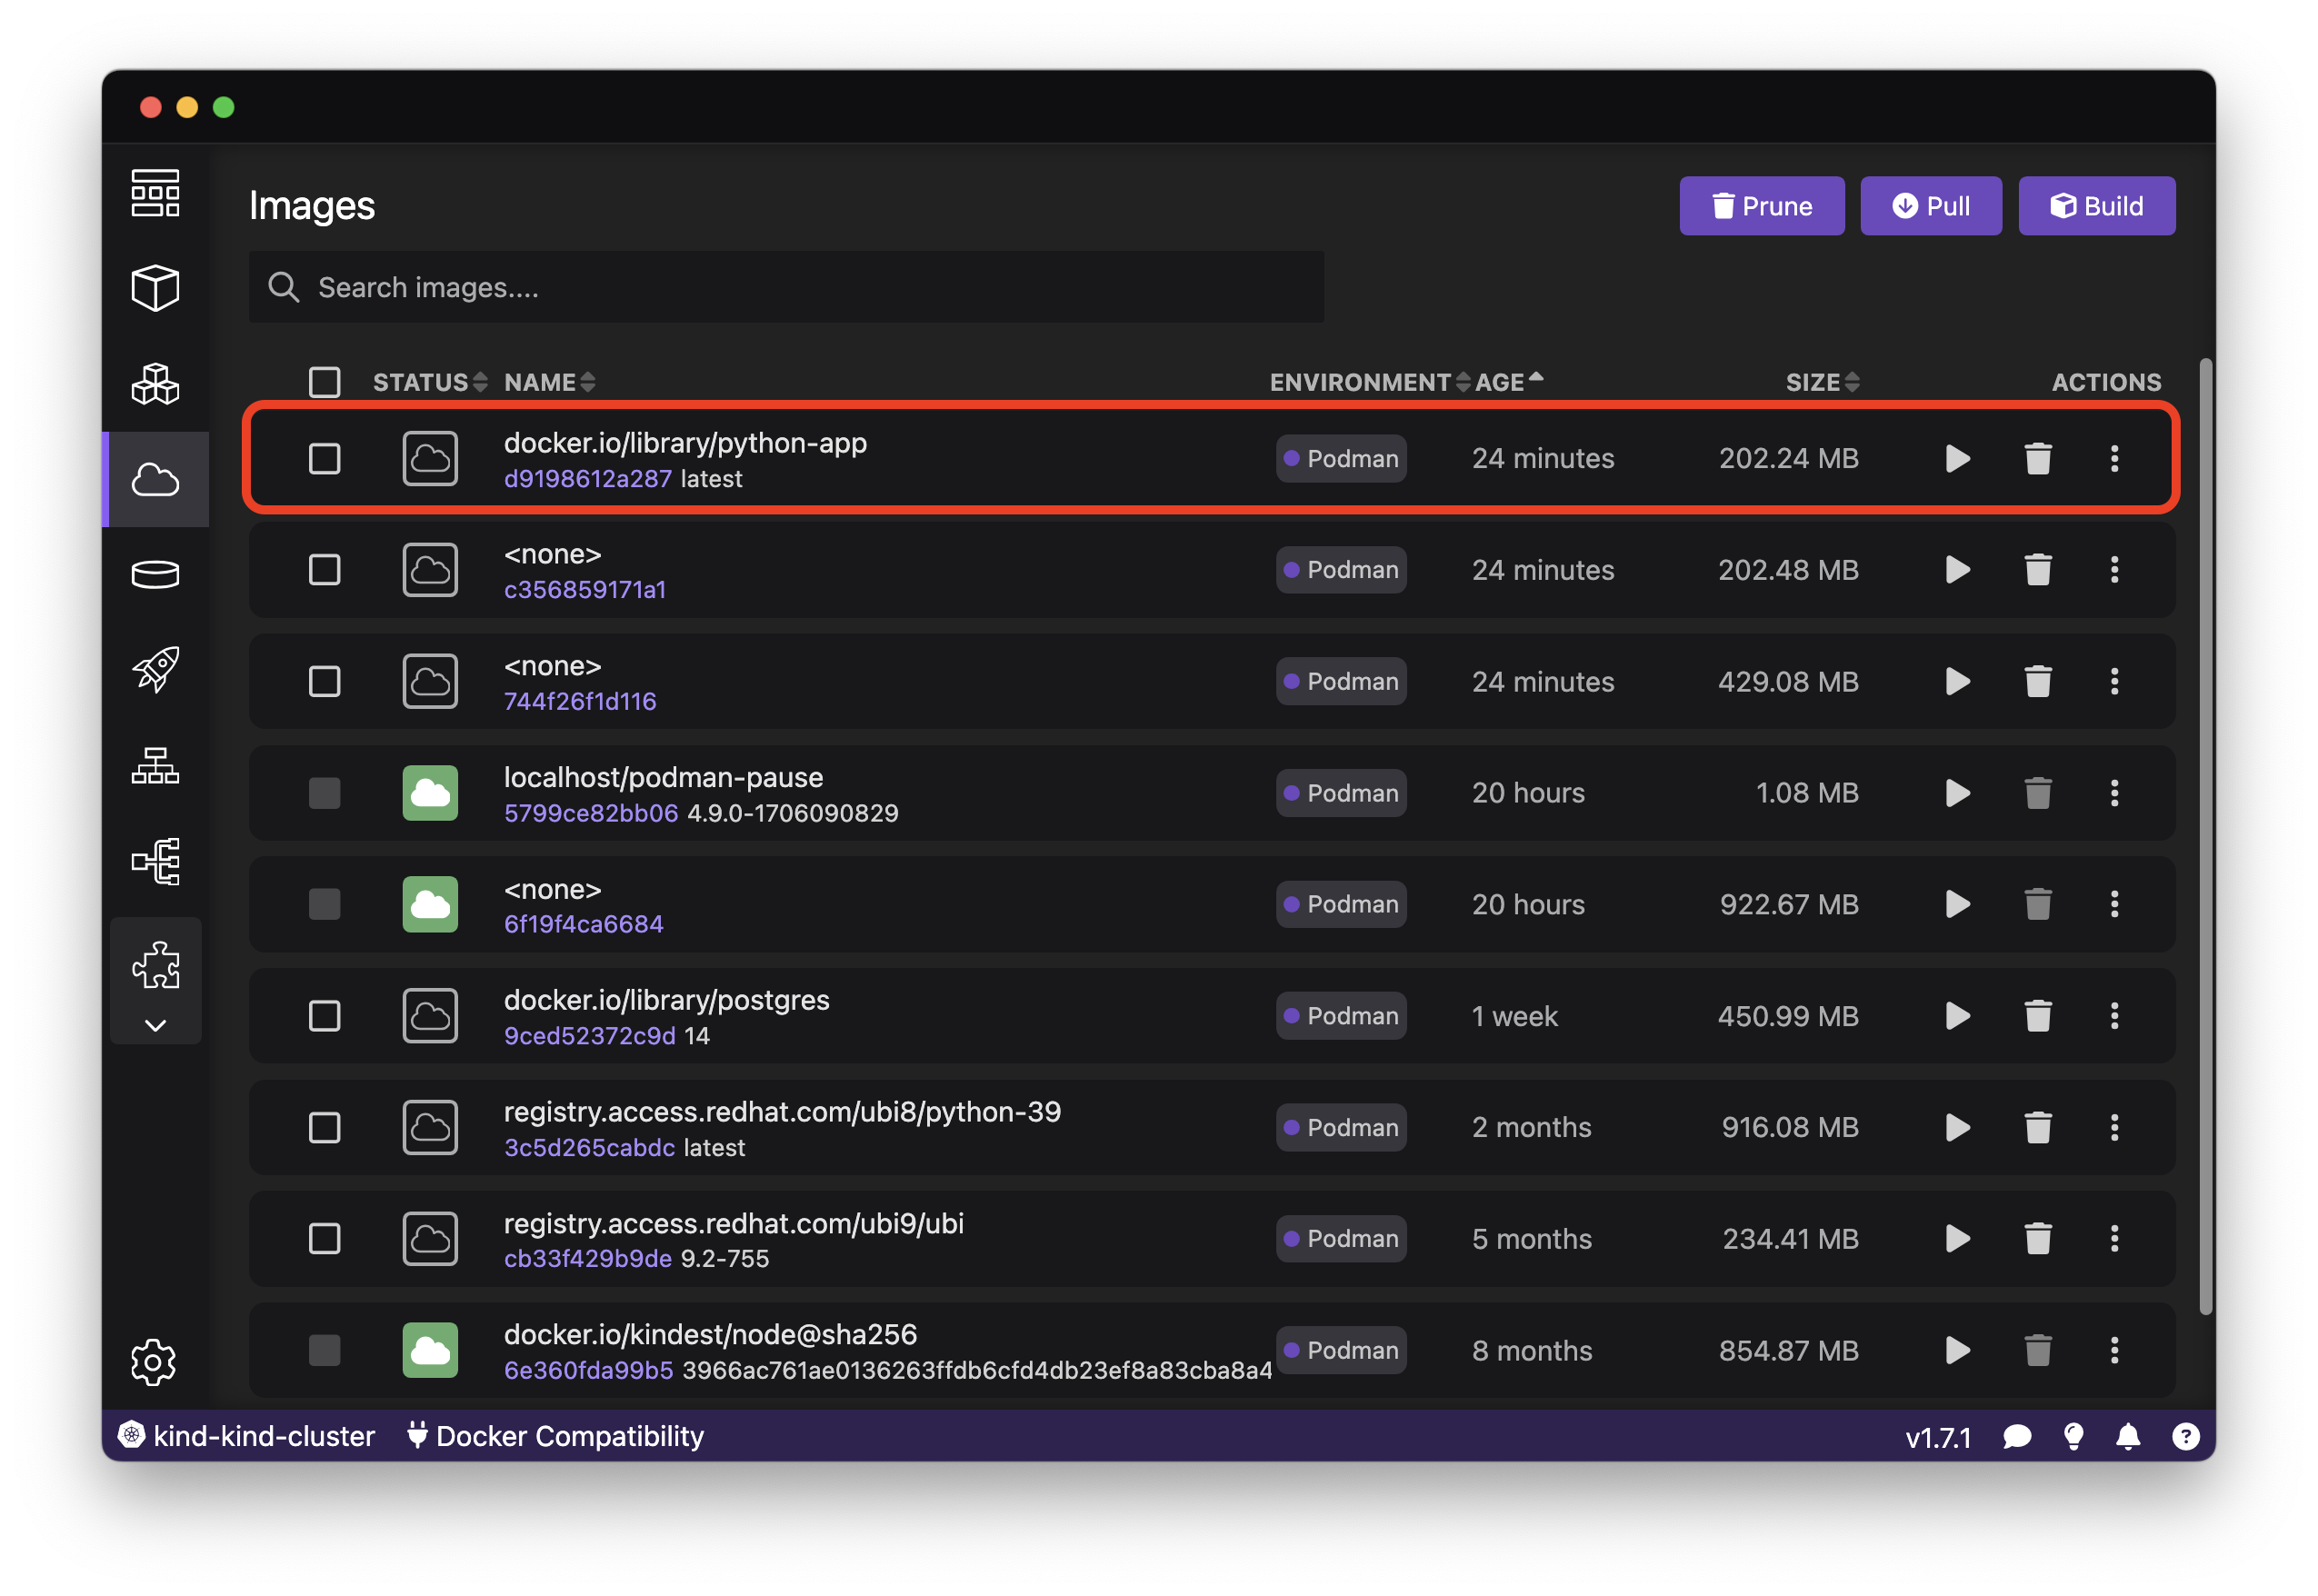 Images
Prune
Pull
Build
Search images....
STATUS NAME ENVIRONMENT AGE SIZE ACTIONS
docker.io/library/python-app
d9198612a287 latest
Podman 24 minutes 202.24 MB
<none>
c356859171a1
Podman 24 minutes 202.48 MB
<none>
744f26f1d116
Podman 24 minutes 429.08 MB
localhost/podman-pause
5799ce82bb06 4.9.0-1706090829
Podman 20 hours 1.08 MB
<none>
6f19f4ca6684
Podman 20 hours 922.67 MB
docker.io/library/postgres
9ced52372c9d 14
Podman 1 week 450.99 MB
registry.access.redhat.com/ubi8/python-39
3c5d265cabdc latest
Podman 2 months 916.08 MB
registry.access.redhat.com/ubi9/ubi
cb33f429b9de 9.2-755
Podman 5 months 234.41 MB
docker.io/kindest/node@sha256
6e360fda99b5 3966ac761ae0136263ffdb6cfd4db23ef8a83cba8a4
Podman 8 months 854.87 MB
kind-kind-cluster Docker Compatibility v1.7.1